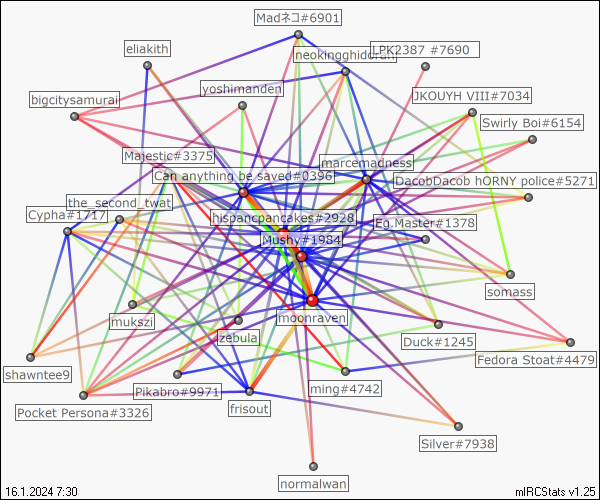 Madネコ#6901
eliakith
neokingghidorah
LPK2387 #7690
yoshimanden
bigcitysamurai
JKOUYH VIII#7034
Swirly Boi#6154
Majestic#3375
marcemadness
Can anything be saved#0396
DacobDacob hORNY police#5271
the_second_twat
Cypha#1717
hispancpancakes#2928
Eg.Master#1378
Mushy#1984
somass
mukszi
moonraven
zebula
Duck#1245
Fedora Stoat#4479
shawntee9
Pikabro#9971
ming#4742
Pocket Persona#3326
frisout
Silver#7938
normalwan
16.1.2024 7:30
mIRCStats v1.25